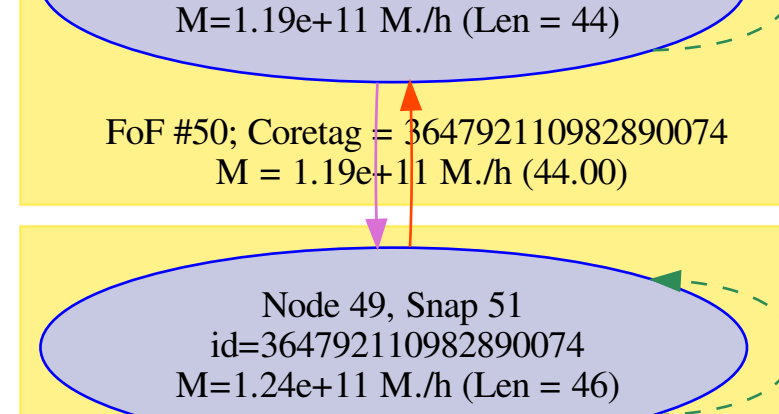 M=1.19e+11 M./h (Len = 44)
FoF #50; Coretag = 364792110982890074
M = 1.19e+11 M./h (44.00)
Node 49, Snap 51
id=364792110982890074
M=1.24e+11 M./h (Len = 46)